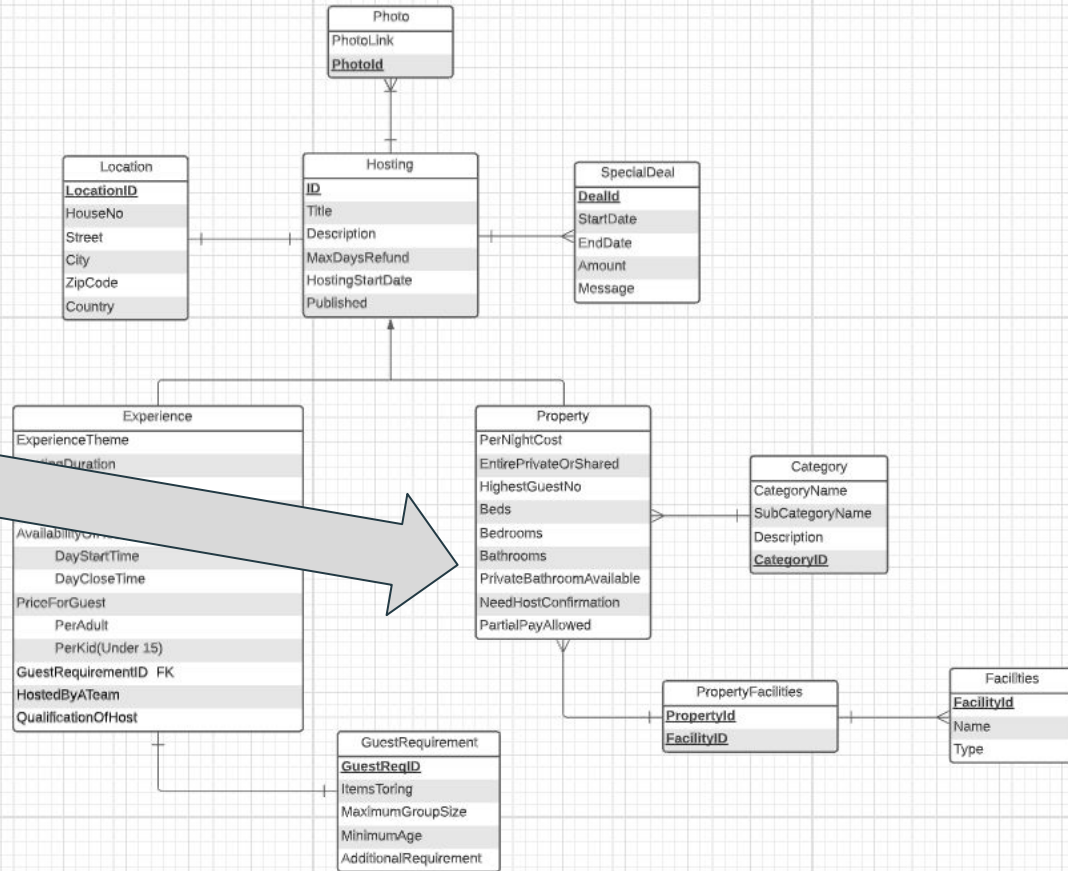 Photo
PhotoLink
PhotoId
Location
LocationID
HouseNo
Street
City
ZipCode
Country
Hosting
ID
Title
Description
MaxDaysRefund
HostingStartDate
Published
SpecialDeal
DealId
StartDate
EndDate
Amount
Message
Experience
ExperienceTheme
DayStartTime
DayCloseTime
PriceForGuest
PerAdult
PerKid(Under 15)
GuestRequirementID FK
HostedByATeam
QualificationOfHost
Property
PerNightCost
EntirePrivateOrShared
HighestGuestNo
Beds
Bedrooms
Bathrooms
PrivateBathroomAvailable
NeedHostConfirmation
PartialPayAllowed
Category
CategoryName
SubCategoryName
Description
CategoryID
PropertyFacilities
PropertyId
FacilityID
Facilities
FacilityId
Name
Type
GuestRequirement
GuestReqID
ItemsToring
MaximumGroupSize
MinimumAge
AdditionalRequirement